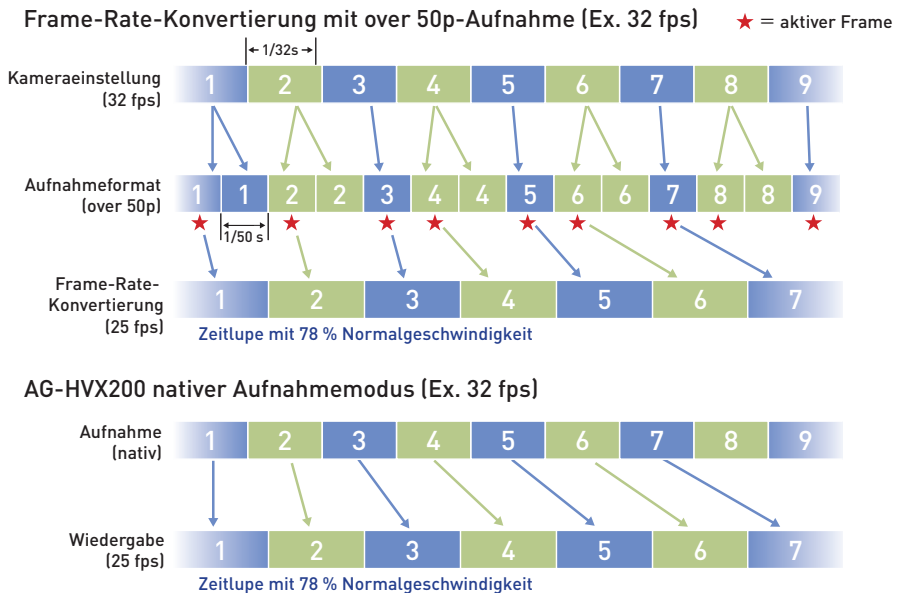 Frame-Rate-Konvertierung mit over 50p-Aufnahme (Ex. 32 fps)
★ = aktiver Frame
1/32s
Kameraeinstellung
(32 fps)
1 2 3 4 5 6 7 8 9
Aufnahmeformat
(over 50p)
1 1 2 2 3 4 4 5 6 6 7 8 8 9
1/50 s
Frame-Rate-
Konvertierung
(25 fps)
1 2 3 4 5 6 7
Zeitlupe mit 78 % Normalgeschwindigkeit
AG-HVX200 nativer Aufnahmemodus (Ex. 32 fps)
Aufnahme
(nativ)
1 2 3 4 5 6 7 8 9
Wiedergabe
(25 fps)
1 2 3 4 5 6 7
Zeitlupe mit 78 % Normalgeschwindigkeit